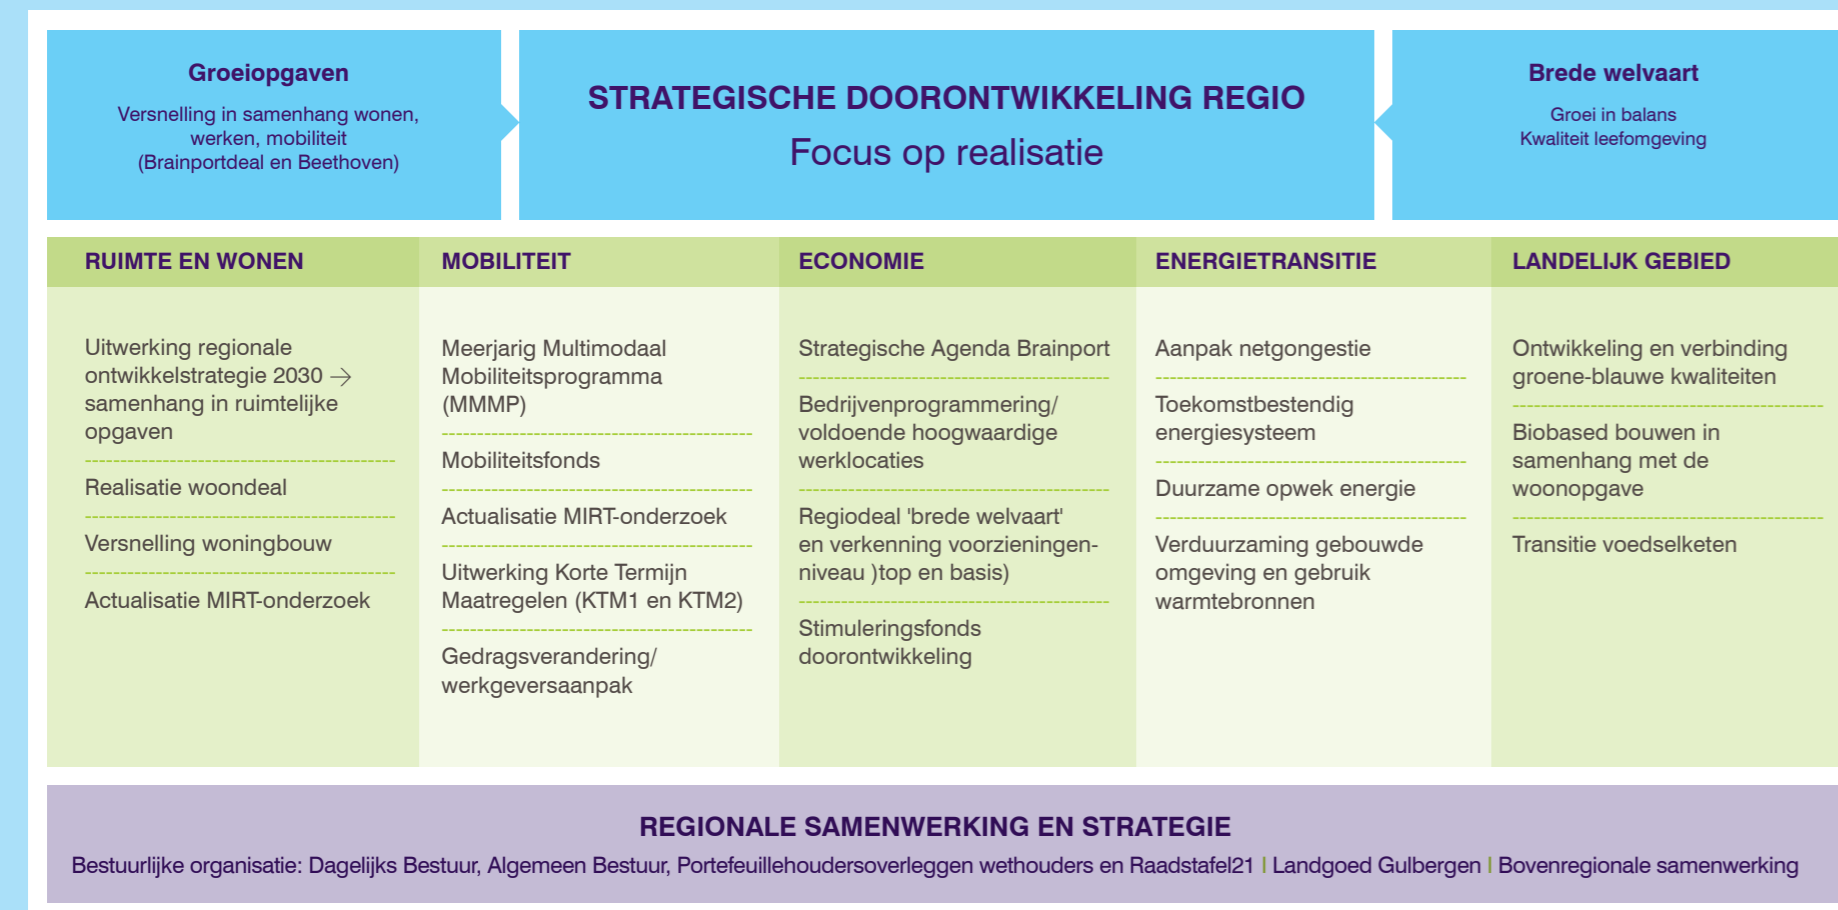 Groeiopgaven
Versnelling in samenhang wonen,
werken, mobiliteit
(Brainportdeal en Beethoven)
STRATEGISCHE DOORONTWIKKELING REGIO
Focus op realisatie
Brede welvaart
Groei in balans
Kwaliteit leefomgeving
RUIMTE EN WONEN
Uitwerking regionale
ontwikkelstrategie 2030 →
samenhang in ruimtelijke
opgaven
Realisatie woondeal
Versnelling woningbouw
Actualisatie MIRT-onderzoek
MOBILITEIT
Meerjarig Multimodaal
Mobiliteitsprogramma
(MMMP)
Mobiliteitsfonds
Actualisatie MIRT-onderzoek
Uitwerking Korte Termijn
Maatregelen (KTM1 en KTM2)
Gedragsverandering/
werkgeversaanpak
ECONOMIE
Strategische Agenda Brainport
Bedrijvenprogrammering/
voldoende hoogwaardige
werklocaties
Regiodeal 'brede welvaart'
en verkenning voorzieningen-
niveau )top en basis)
Stimuleringsfonds
doorontwikkeling
ENERGIETRANSITIE
Aanpak netgongestie
Toekomstbestendig
energiesysteem
Duurzame opwek energie
Verduurzaming gebouwde
omgeving en gebruik
warmtebronnen
LANDELIJK GEBIED
Ontwikkeling en verbinding
groene-blauwe kwaliteiten
Biobased bouwen in
samenhang met de
woonopgave
Transitie voedselketen
REGIONALE SAMENWERKING EN STRATEGIE
Bestuurlijke organisatie: Dagelijks Bestuur, Algemeen Bestuur, Portefeuillehoudersoverleggen wethouders en Raadstafel21 | Landgoed Gulbergen | Bovenregionale samenwerking